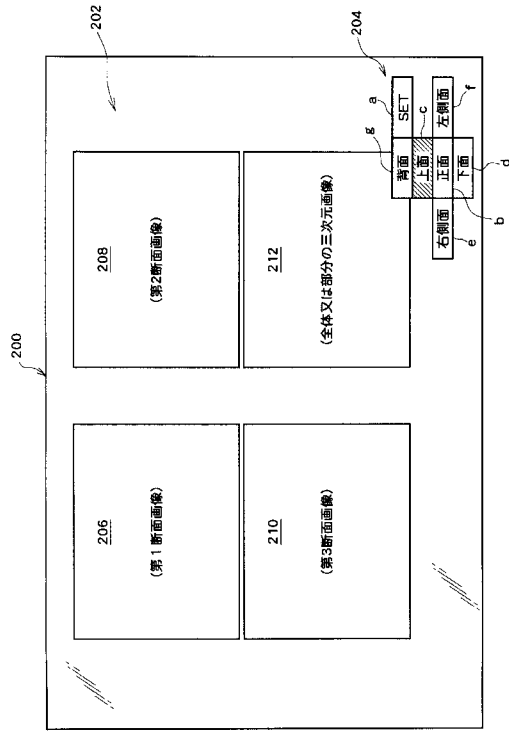 200
202
206
(第1断面画像)
208
(第2断面画像)
210
(第3断面画像)
212
(全体又は部分の三次元画像)
204
g
a
背面
SET
上面
c
右側面
正面
左側面
下面
e
b
d
f